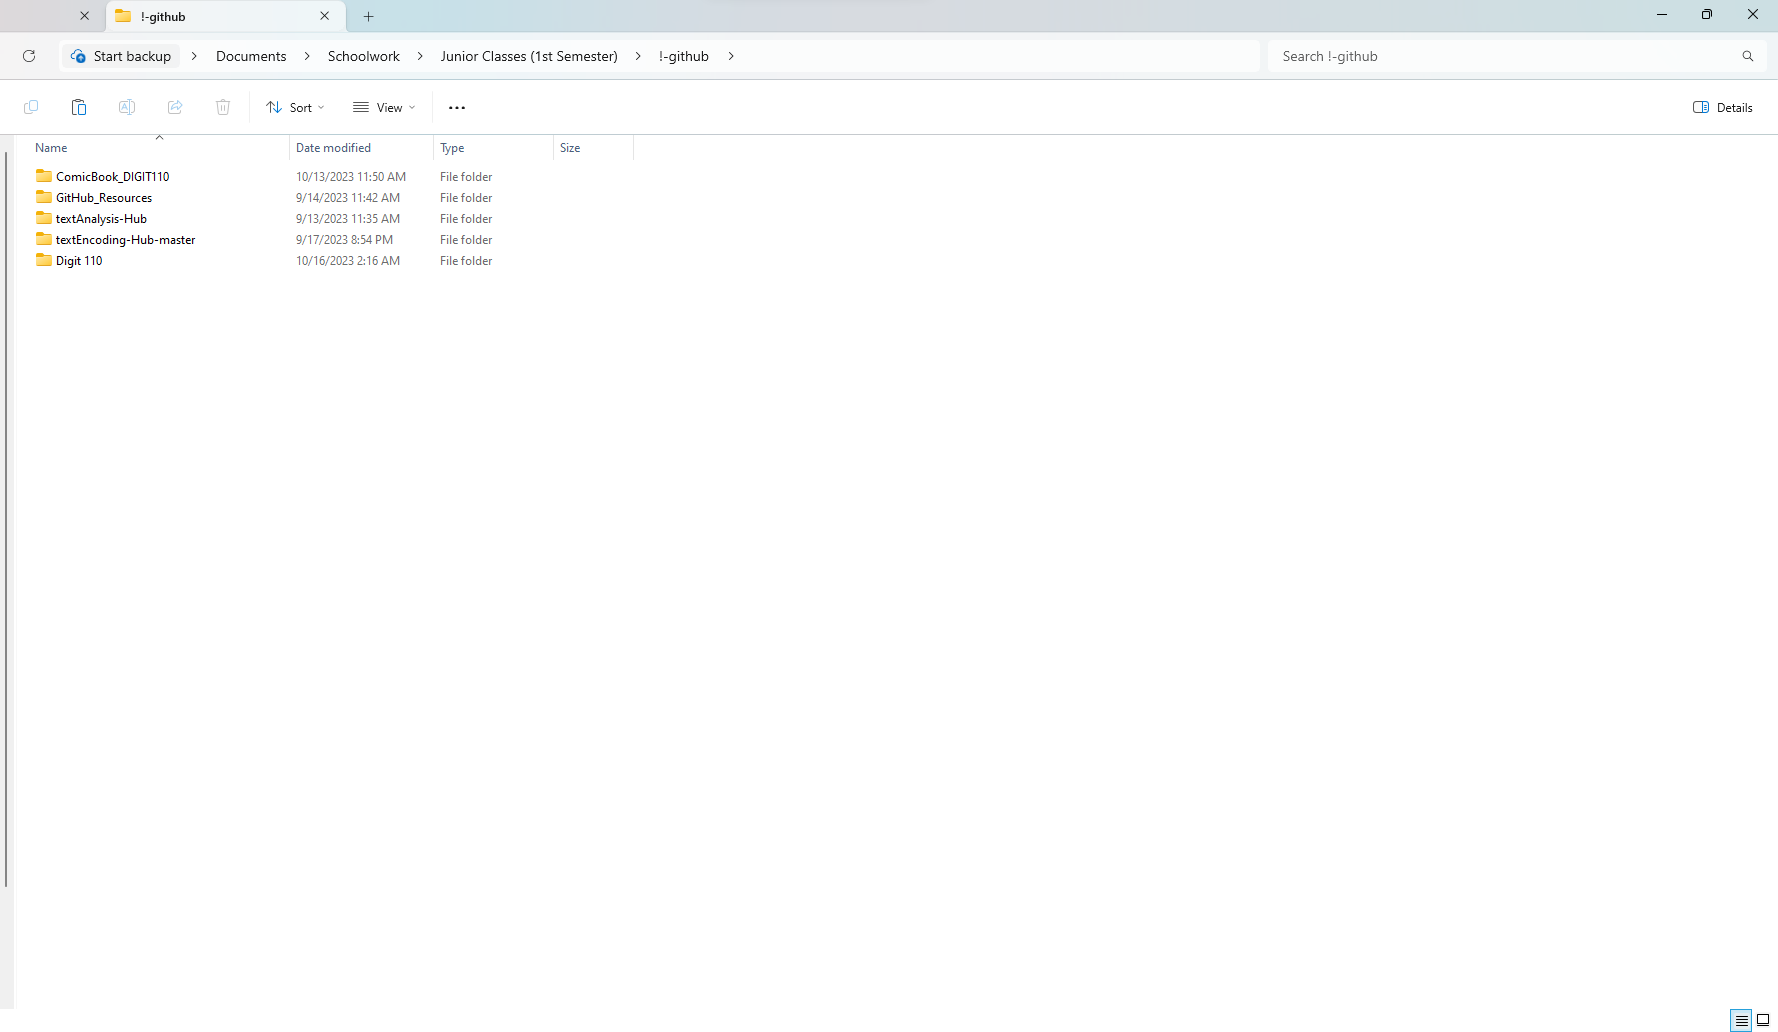 !-github
Start backup Documents Schoolwork Junior Classes (1st Semester) !-github Search !-github
Sort View Details
Name Date modified Type Size
ComicBook_DIGIT110 10/13/2023 11:50 AM File folder
GitHub_Resources 9/14/2023 11:42 AM File folder
textAnalysis-Hub 9/13/2023 11:35 AM File folder
textEncoding-Hub-master 9/17/2023 8:54 PM File folder
Digit 110 10/16/2023 2:16 AM File folder